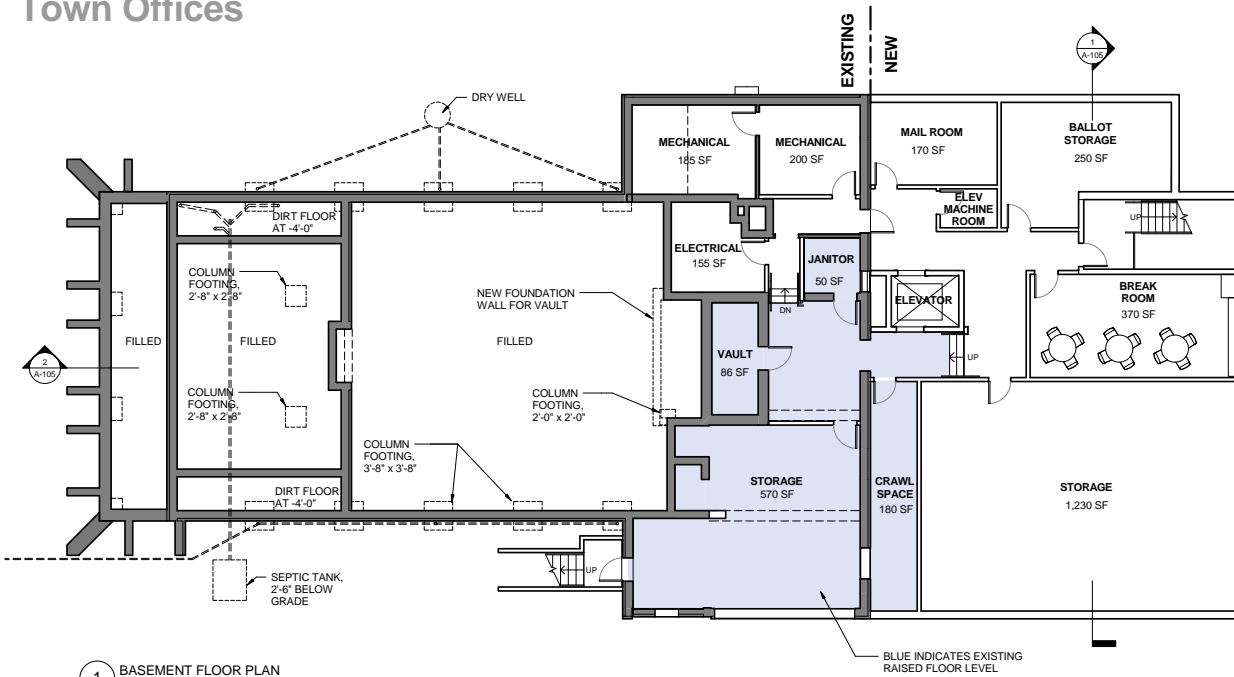 Town Offices
EXISTING
NEW
1
A-105
DRY WELL
MECHANICAL
185 SF
MECHANICAL
200 SF
MAIL ROOM
170 SF
BALLOT
STORAGE
250 SF
ELEV
MACHINE
ROOM
UP
DIRT FLOOR
AT -4'-0"
ELECTRICAL
155 SF
JANITOR
50 SF
COLUMN
FOOTING,
2'-8" x 2'-8"
NEW FOUNDATION
WALL FOR VAULT
DN
ELEVATOR
BREAK
ROOM
370 SF
FILLED
FILLED
FILLED
VAULT
86 SF
UP
2
A-105
COLUMN
FOOTING,
2'-8" x 2'-8"
COLUMN
FOOTING,
2'-0" x 2'-0"
COLUMN
FOOTING,
3'-8" x 3'-8"
DIRT FLOOR
AT -4'-0"
STORAGE
570 SF
CRAWL
SPACE
180 SF
STORAGE
1,230 SF
UP
SEPTIC TANK,
2'-6" BELOW
GRADE
BLUE INDICATES EXISTING
RAISED FLOOR LEVEL
1
BASEMENT FLOOR PLAN